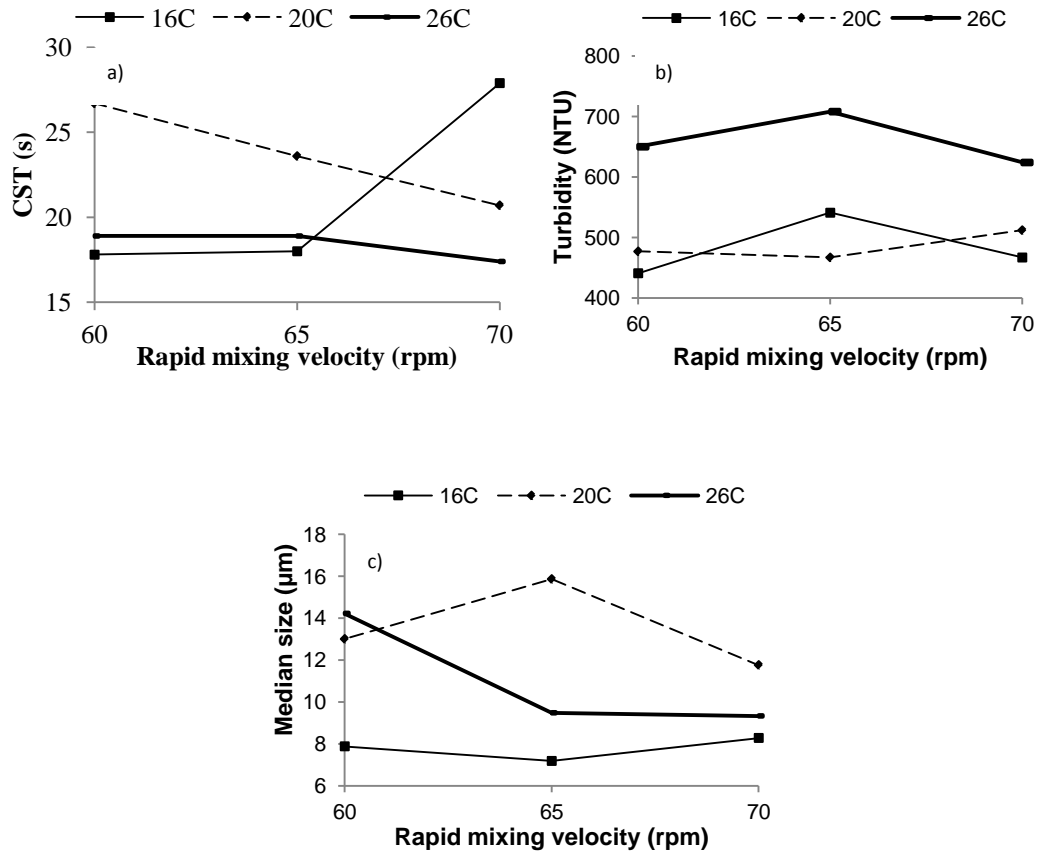 16C 20C 26C
a)
CST (s)
30
25
20
15
60 65 70
Rapid mixing velocity (rpm)
16C 20C 26C
b)
Turbidity (NTU)
800
700
600
500
400
60 65 70
Rapid mixing velocity (rpm)
16C 20C 26C
c)
Median size (µm)
18
16
14
12
10
8
6
60 65 70
Rapid mixing velocity (rpm)